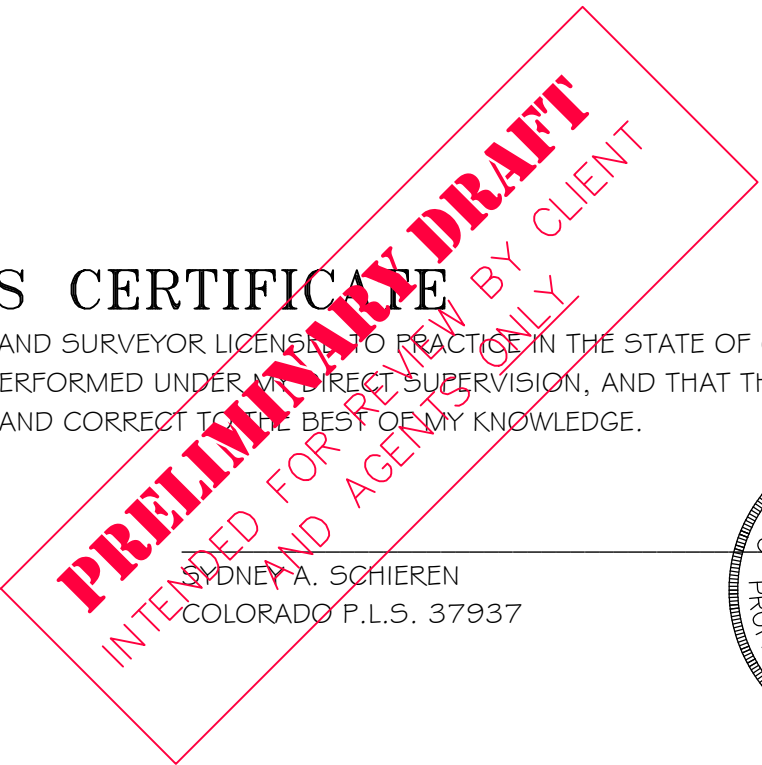 S CERTIFICATE
AND SURVEYOR LICENSED TO PRACTICE IN THE STATE OF
ERFORMED UNDER MY DIRECT SUPERVISION, AND THAT TH
AND CORRECT TO THE BEST OF MY KNOWLEDGE.
PRELIMINARY DRAFT
INTENDED FOR REVIEW BY CLIENT
AND AGENTS ONLY
SYDNEY A. SCHIEREN
COLORADO P.L.S. 37937